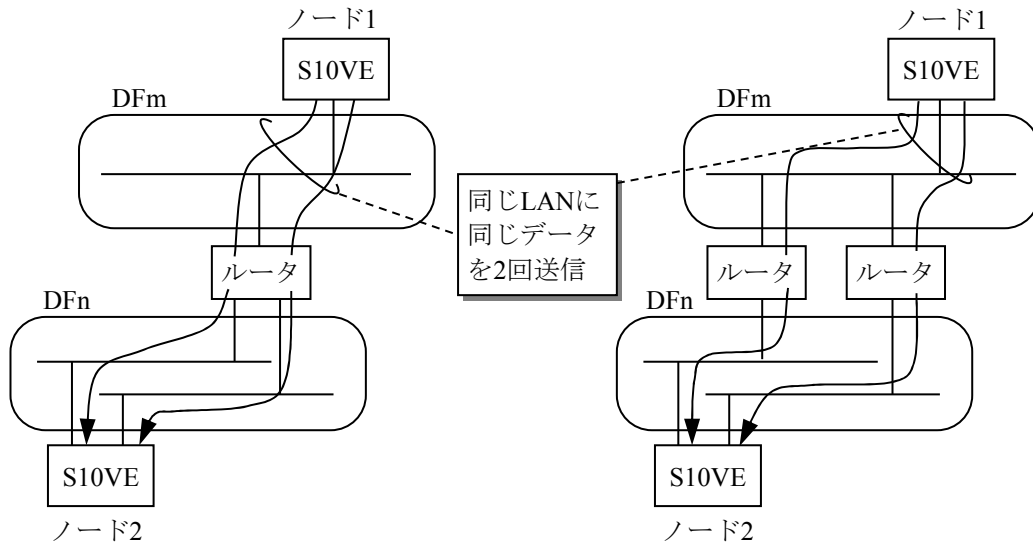 ノード1
S10VE
DFm
ルータ
DFn
S10VE
ノード2
同じLANに
同じデータ
を2回送信
ノード1
S10VE
DFm
ルータ
ルータ
DFn
S10VE
ノード2